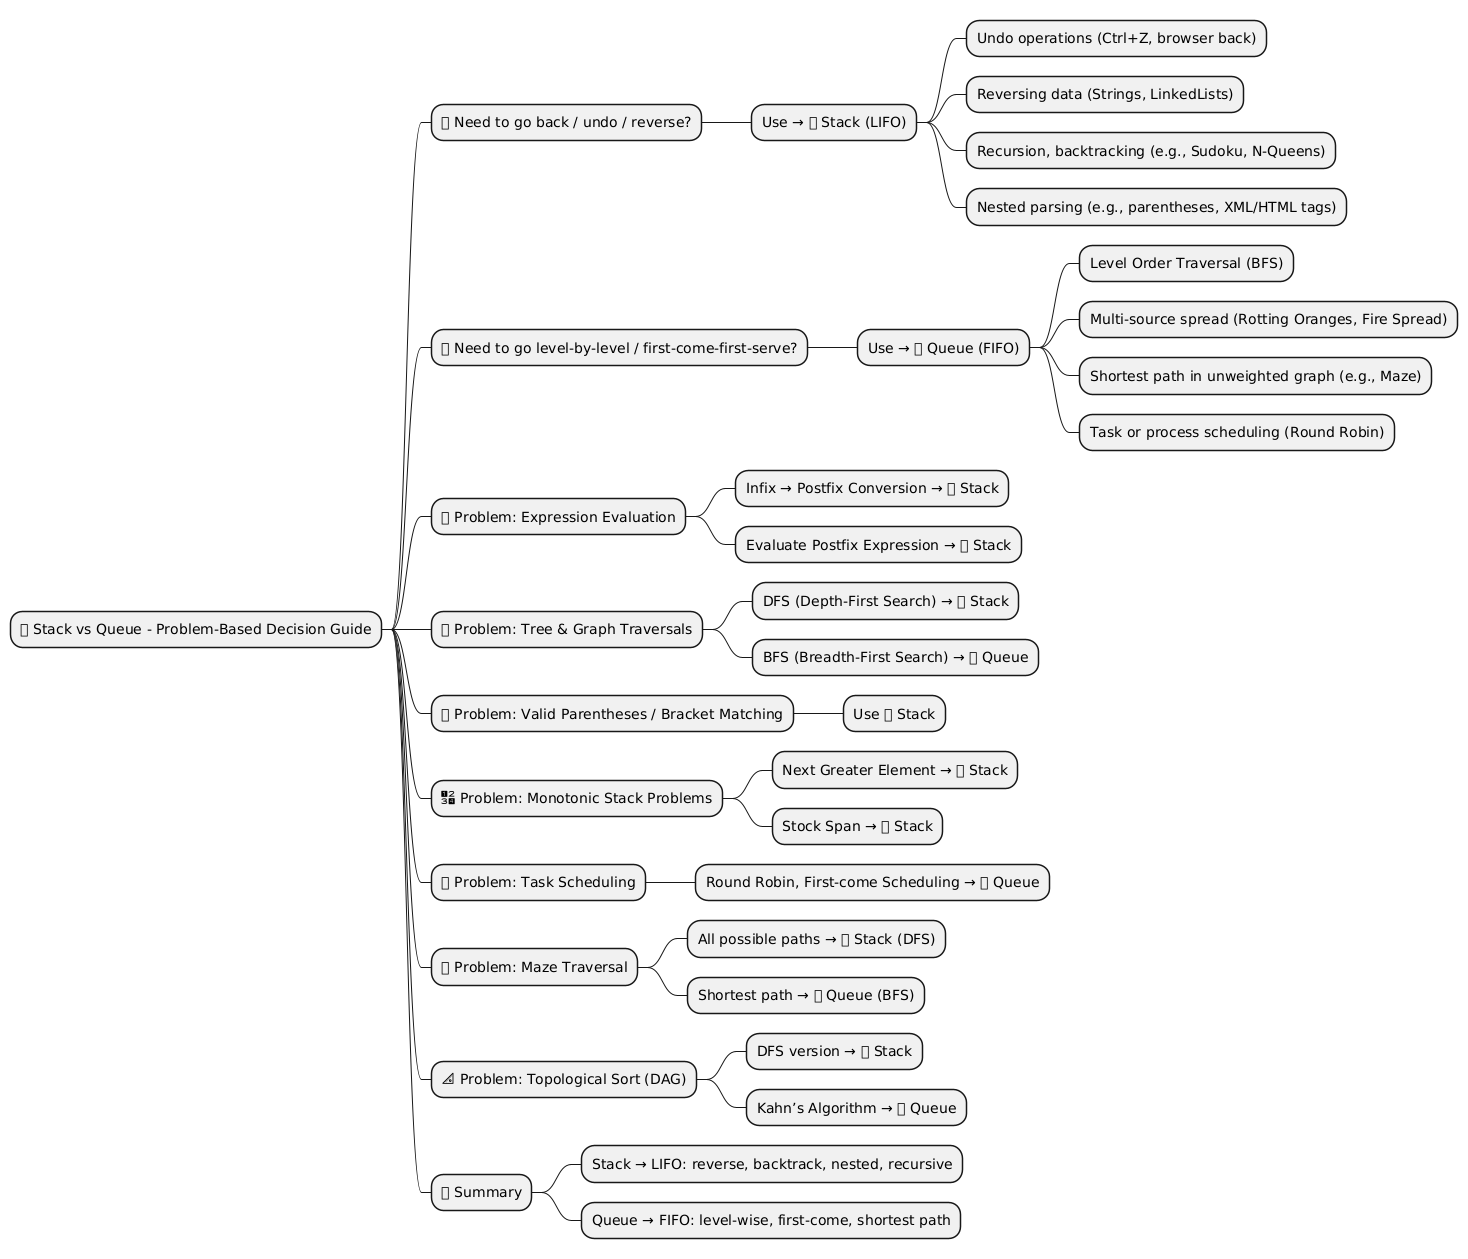 ▯ Stack vs Queue - Problem-Based Decision Guide
▯ Need to go back / undo / reverse?
Use → ▯ Stack (LIFO)
Undo operations (Ctrl+Z, browser back)
Reversing data (Strings, LinkedLists)
Recursion, backtracking (e.g., Sudoku, N-Queens)
Nested parsing (e.g., parentheses, XML/HTML tags)
▯ Need to go level-by-level / first-come-first-serve?
Use → ▯ Queue (FIFO)
Level Order Traversal (BFS)
Multi-source spread (Rotting Oranges, Fire Spread)
Shortest path in unweighted graph (e.g., Maze)
Task or process scheduling (Round Robin)
▯ Problem: Expression Evaluation
Infix → Postfix Conversion → ▯ Stack
Evaluate Postfix Expression → ▯ Stack
▯ Problem: Tree & Graph Traversals
DFS (Depth-First Search) → ▯ Stack
BFS (Breadth-First Search) → ▯ Queue
▯ Problem: Valid Parentheses / Bracket Matching
Use ▯ Stack
🔢 Problem: Monotonic Stack Problems
Next Greater Element → ▯ Stack
Stock Span → ▯ Stack
▯ Problem: Task Scheduling
Round Robin, First-come Scheduling → ▯ Queue
▯ Problem: Maze Traversal
All possible paths → ▯ Stack (DFS)
Shortest path → ▯ Queue (BFS)
📐 Problem: Topological Sort (DAG)
DFS version → ▯ Stack
Kahn’s Algorithm → ▯ Queue
▯ Summary
Stack → LIFO: reverse, backtrack, nested, recursive
Queue → FIFO: level-wise, first-come, shortest path